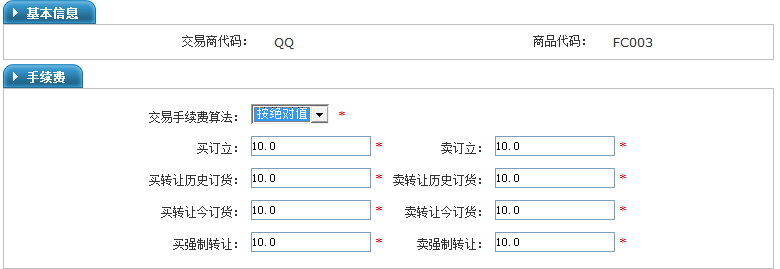 基本信息
交易商代码： QQ 商品代码： FC003
手续费
交易手续费算法： 按绝对值 *
买订立： 10.0 * 卖订立： 10.0 *
买转让历史订货： 10.0 * 卖转让历史订货： 10.0 *
买转让今订货： 10.0 * 卖转让今订货： 10.0 *
买强制转让： 10.0 * 卖强制转让： 10.0 *